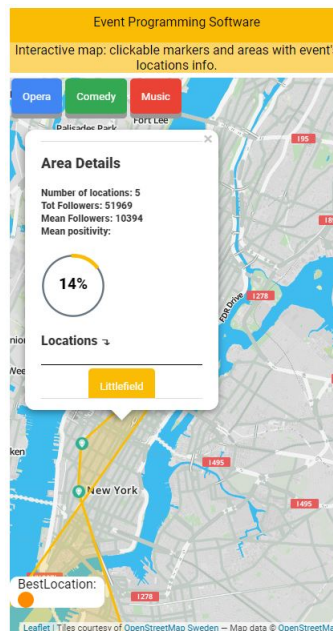 Event Programming Software
Interactive map: clickable markers and areas with event's
locations info.
Opera
Comedy
Music
Fort Lee
Palisades Park
I 95
×
Area Details
Number of locations: 5
Tot Followers: 51969
Mean Followers: 10394
Mean positivity:
14%
I 278
FDR Drive
Locations
Littlefield
I 495
New York
I 495
BestLocation:
I 278
Leaflet | Tiles courtesy of OpenStreetMap Sweden — Map data © OpenStreetMa